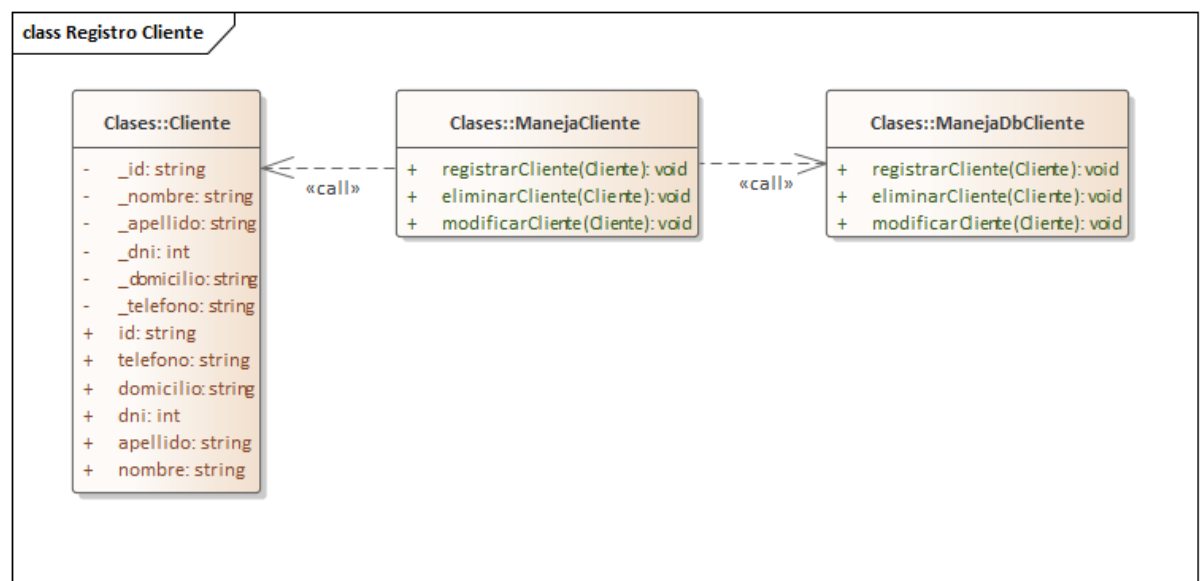 class Registro Cliente
Clases::Cliente
- _id: string
- _nombre: string
- _apellido: string
- _dni: int
- _domicilio: string
- _telefono: string
+ id: string
+ telefono: string
+ domicilio: string
+ dni: int
+ apellido: string
+ nombre: string
«call»
Clases::ManejaCliente
+ registrarCliente(Cliente): void
+ eliminarCliente(Cliente): void
+ modificarCliente(Cliente): void
«call»
Clases::ManejaDbCliente
+ registrarCliente(Cliente): void
+ eliminarCliente(Cliente): void
+ modificarCliente(Cliente): void